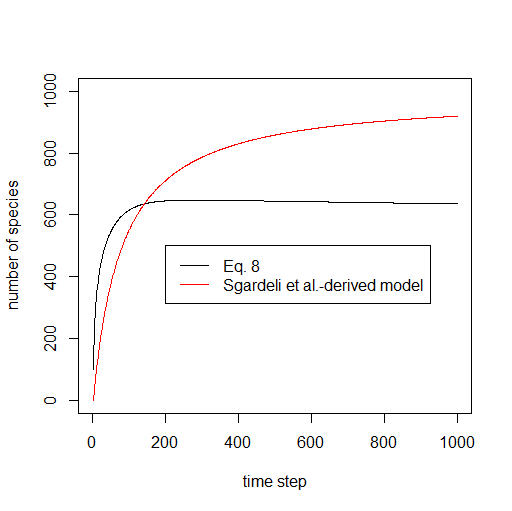 1000
800
600
400
200
0
number of species
Eq. 8
Sgardeli et al.-derived model
0 200 400 600 800 1000
time step